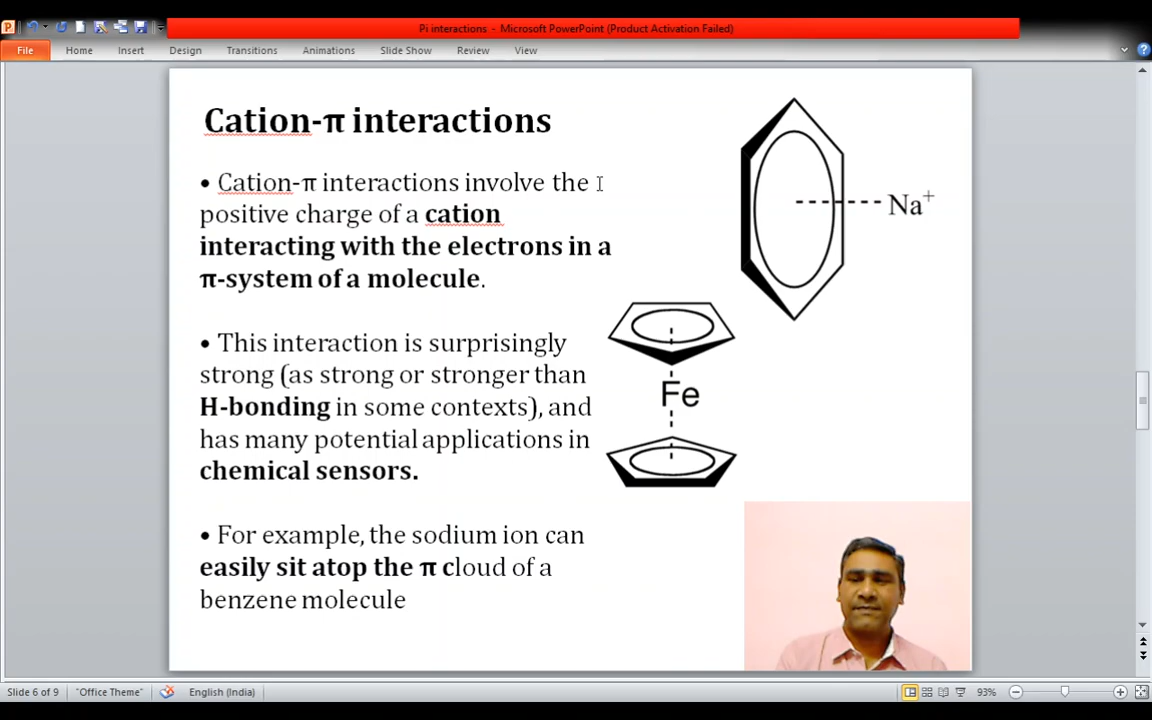 Pi interactions - Microsoft PowerPoint (Product Activation Failed)
File Home Insert Design Transitions Animations Slide Show Review View
Cation-π interactions
• Cation-π interactions involve the
positive charge of a cation
interacting with the electrons in a
π-system of a molecule.
• This interaction is surprisingly
strong (as strong or stronger than
H-bonding in some contexts), and
has many potential applications in
chemical sensors.
• For example, the sodium ion can
easily sit atop the π cloud of a
benzene molecule
Na⁺
Fe
Slide 6 of 9 "Office Theme" English (India) 93%